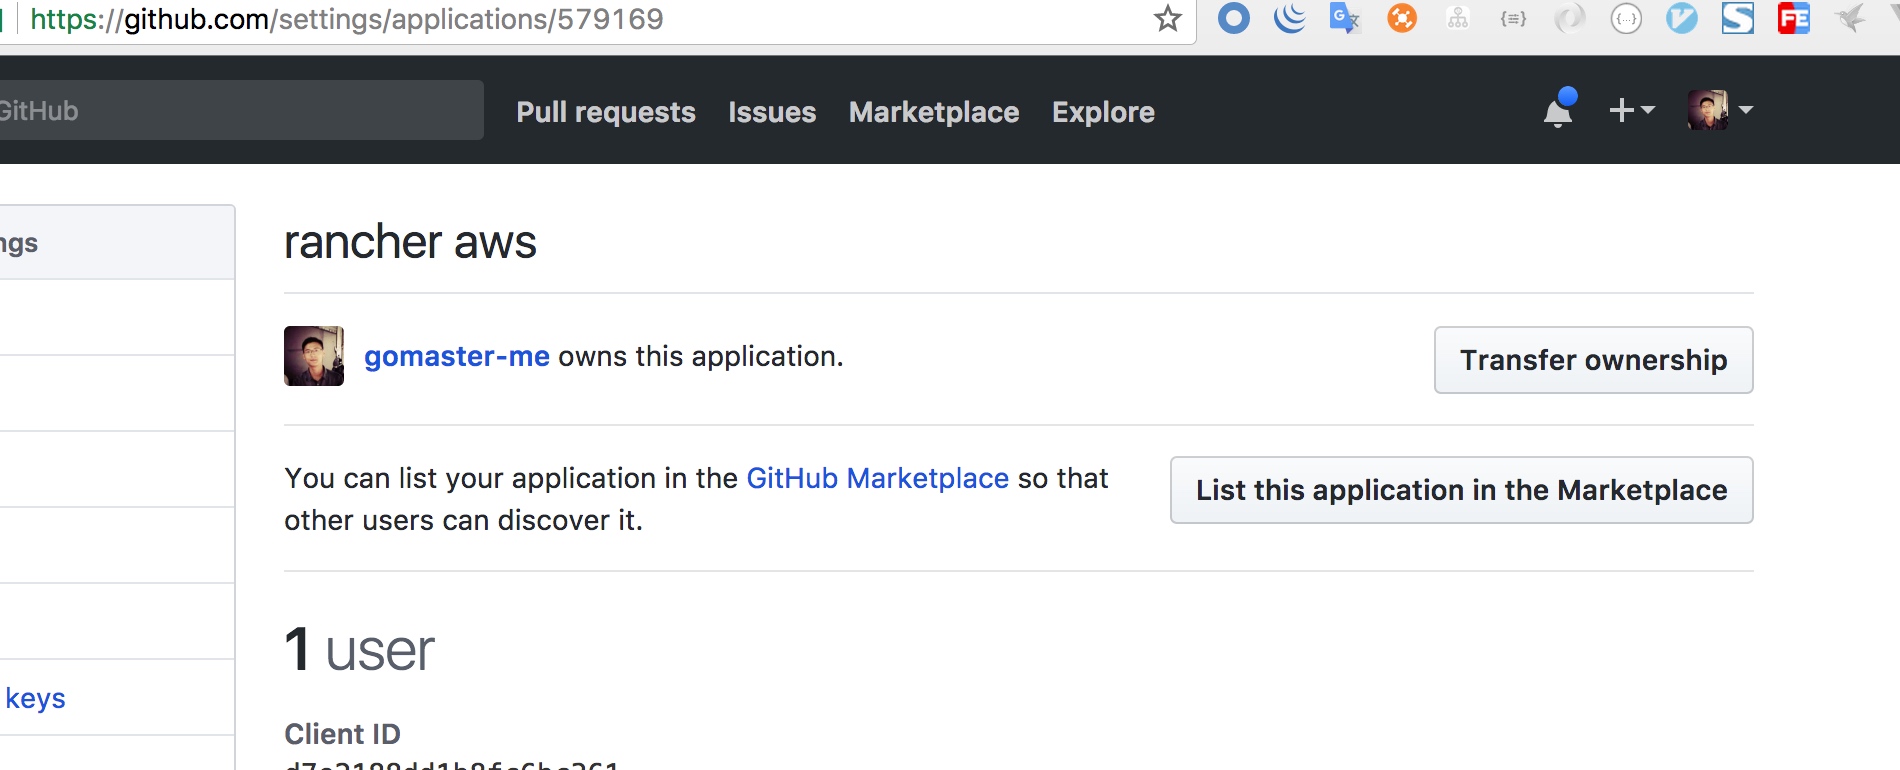 https://github.com/settings/applications/579169
GitHub
Pull requests Issues Marketplace Explore
ngs
rancher aws
gomaster-me owns this application.
Transfer ownership
You can list your application in the GitHub Marketplace so that
other users can discover it.
List this application in the Marketplace
1 user
keys
Client ID